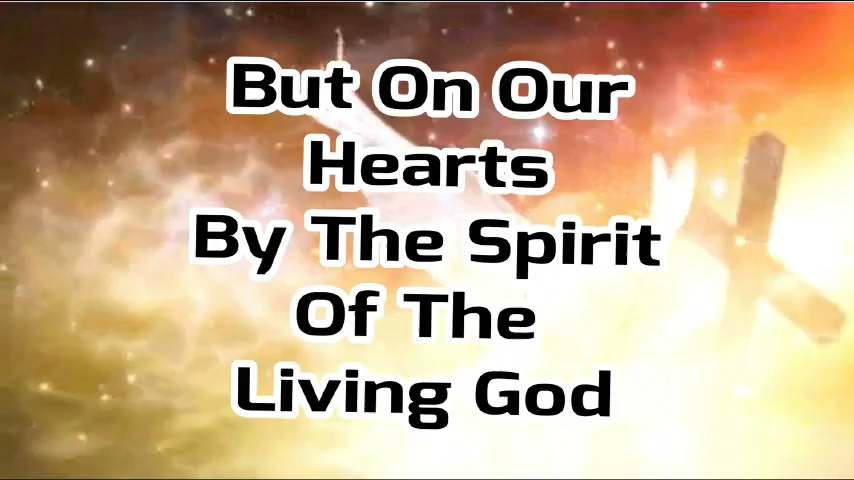 But On Our
Hearts
By The Spirit
Of The
Living God